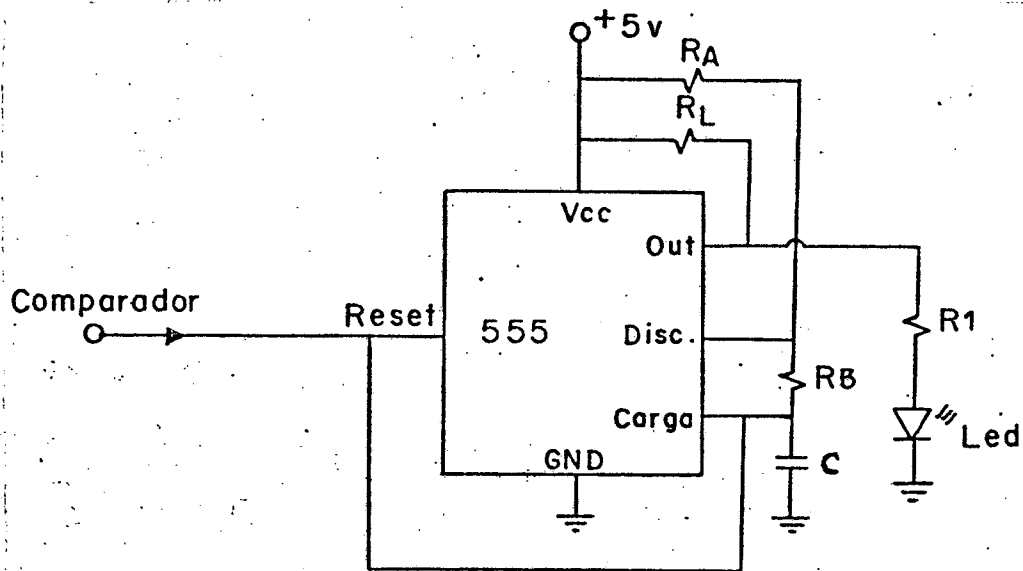 +5v
RA
RL
Vcc
Out
Comparador
Reset
555
Disc.
R1
RB
Carga
Led
GND
C